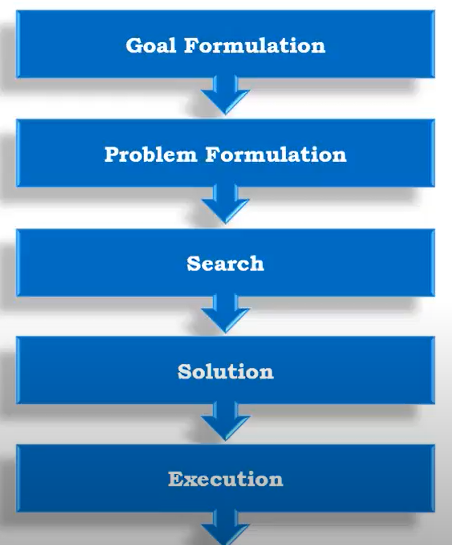 Goal Formulation
Problem Formulation
Search
Solution
Execution